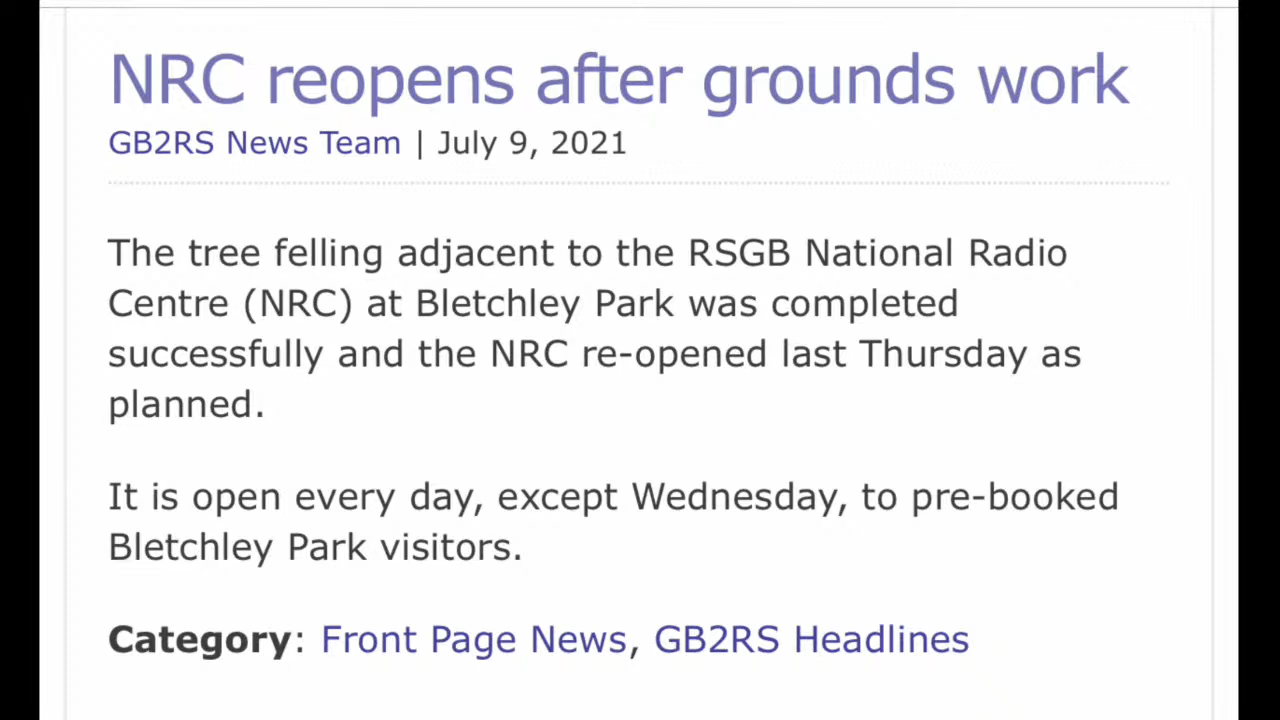 NRC reopens after grounds work
GB2RS News Team | July 9, 2021
The tree felling adjacent to the RSGB National Radio
Centre (NRC) at Bletchley Park was completed
successfully and the NRC re-opened last Thursday as
planned.
It is open every day, except Wednesday, to pre-booked
Bletchley Park visitors.
Category: Front Page News, GB2RS Headlines